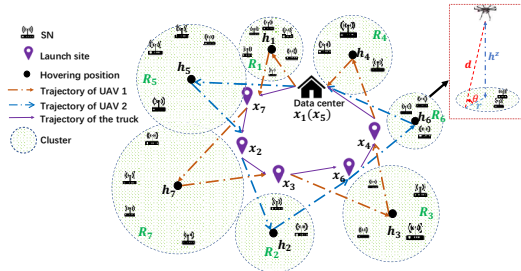 SN
Launch site
Hovering position
Trajectory of UAV 1
Trajectory of UAV 2
Trajectory of the truck
Cluster
R₁
h₁
R₄
h₄
h₅
R₅
x₇
Data center
x₁(x₅)
h₆
R₆
x₂
x₄
x₃
x₆
h₇
R₇
h₂
R₂
h₃
R₃
d
hᶻ
θ
r